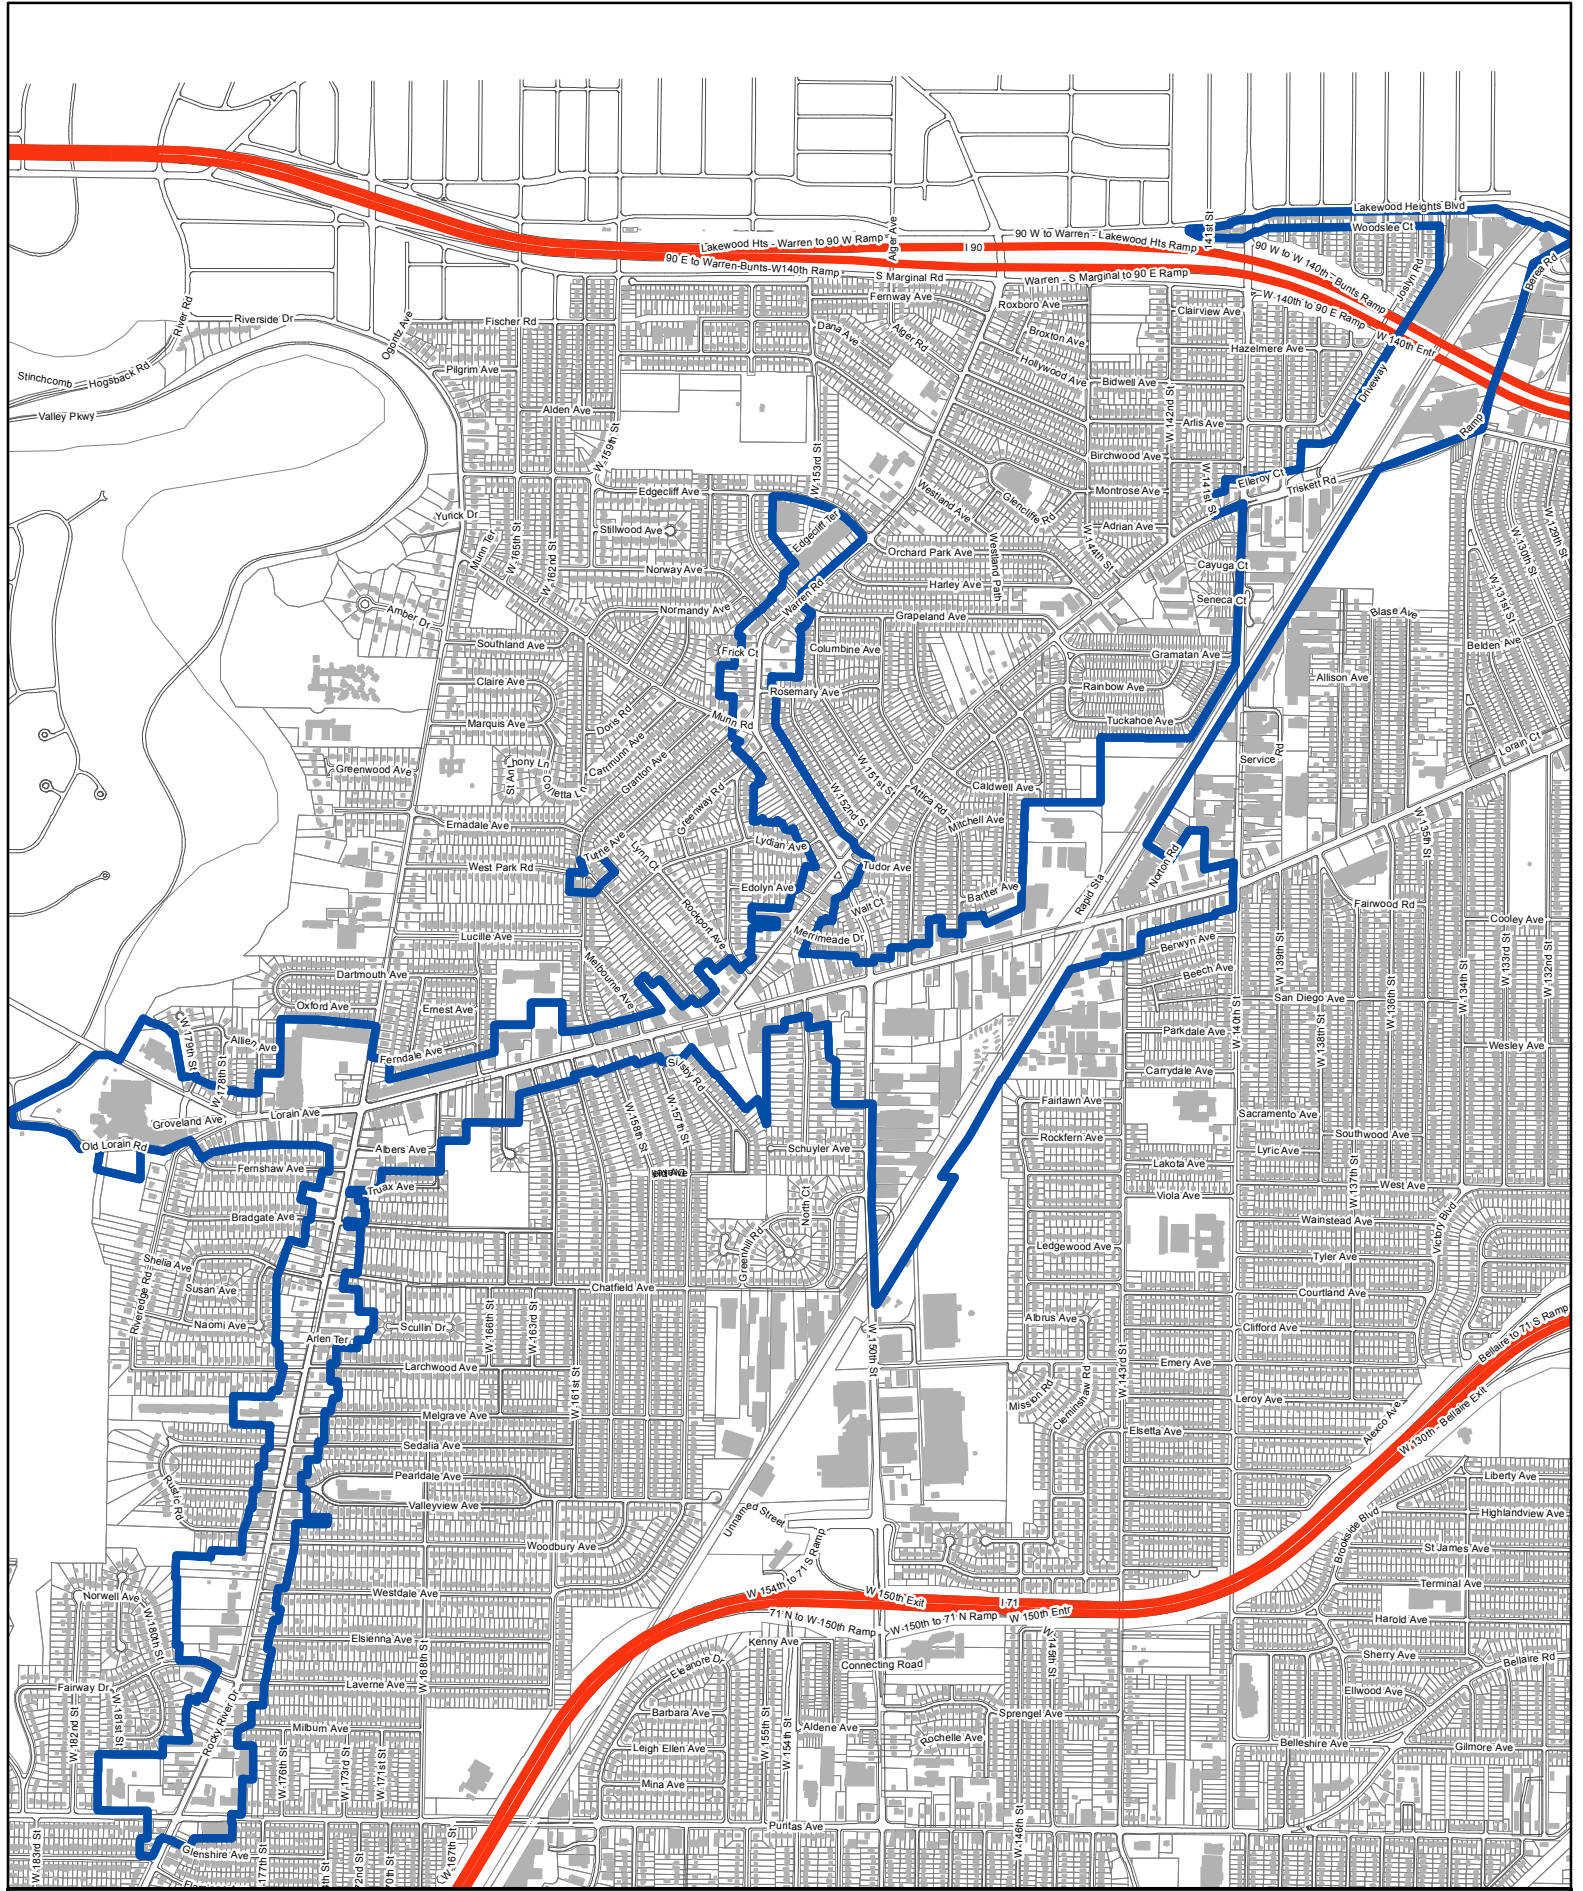 Lakewood Heights Blvd
Woodslee Ct
141st St
Alger Ave
Lakewood Hts - Warren to 90 W Ramp
I 90
90 W to Warren - Lakewood Hts Ramp
90 W to W 140th - Bunts Ramp
90 E to Warren-Bunts-W140th Ramp
S Marginal Rd
Warren - S Marginal to 90 E Ramp
W 140th to 90 E Ramp
W 140th Entr
Joslyn Rd
Berea Rd
Fernway Ave
Roxboro Ave
Clairview Ave
River Rd
Riverside Dr
Ogontz Ave
Fischer Rd
Dana Ave
Alger Rd
Broxton Ave
Hazelmere Ave
Hollywood Ave
Bidwell Ave
Stinchcomb - Hogsback Rd
Pilgrim Ave
Valley Pkwy
Alden Ave
W 159th St
W 153rd St
W 142nd St
Arlis Ave
Driveway
Ramp
Birchwood Ave
Edgecliff Ave
Westland Ave
Glencliffe Rd
Montrose Ave
W 141st St
Elleroy Ct
Triskett Rd
Yurick Dr
Munn Ter
W 165th St
W 162nd St
Stillwood Ave
Edgecliff Ter
Adrian Ave
W 144th St
W 130th St
W 129th St
W 131st St
Norway Ave
Orchard Park Ave
Westland Path
Cayuga Ct
Harley Ave
Seneca Ct
Warren Rd
Amber Dr
Normandy Ave
Grapeland Ave
Blase Ave
Southland Ave
Frick Ct
Columbine Ave
Gramatan Ave
Belden Ave
Claire Ave
Rosemary Ave
Rainbow Ave
Allison Ave
Marquis Ave
Doris Rd
Munn Rd
Tuckahoe Ave
Lorain Ct
Greenwood Ave
Carrmunn Ave
Granton Ave
W 151st St
Service Rd
W 152nd St
Attica Rd
Caldwell Ave
Greenway Rd
Mitchell Ave
Ernadale Ave
Turne Ave
Lynn Ct
Lydian Ave
W 135th St
West Park Rd
Tudor Ave
Norton Rd
Edolyn Ave
Bartter Ave
Rapid Sta
Walt Ct
Fairwood Rd
Rockport Ave
Merrimeade Dr
Cooley Ave
Lucille Ave
Berwyn Ave
W 139th St
W 133rd St
W 132nd St
Melbourne Ave
Dartmouth Ave
Beech Ave
W 134th St
W 136th St
Oxford Ave
Ernest Ave
San Diego Ave
W 140th St
W 138th St
Parkdale Ave
Wesley Ave
W 179th St
Allien Ave
Ferndale Ave
Silsby Rd
W 178th St
Carrydale Ave
Fairlawn Ave
Lorain Ave
Groveland Ave
Sacramento Ave
W 158th St
W 157th St
Rockfern Ave
Southwood Ave
Old Lorain Rd
Albers Ave
Schuyler Ave
Lyric Ave
Fernshaw Ave
Lakota Ave
W 137th St
Truax Ave
Viola Ave
West Ave
North Ct
Bradgate Ave
Wainstead Ave
Victory Blvd
Greenhill Rd
Ledgewood Ave
Tyler Ave
Shelia Ave
Susan Ave
Chatfield Ave
Courtland Ave
Riveredge Rd
Naomi Ave
Scullin Dr
W 166th St
W 163rd St
Albrus Ave
Clifford Ave
Bellaire to 71 S Ramp
Arlen Ter
W 150th St
W 143rd St
Larchwood Ave
Emery Ave
W 161st St
Mission Rd
Cleminshaw Rd
Leroy Ave
W 130th - Bellaire Exit
Melgrave Ave
Alexco Ave
Elsetta Ave
Sedalia Ave
Pearldale Ave
Liberty Ave
Rustic Rd
Valleyview Ave
Unnamed Street
Highlandview Ave
Brookside Blvd
Woodbury Ave
St James Ave
W 154th to 71 S Ramp
Terminal Ave
Norwell Ave
Westdale Ave
W 150th Exit
I 71
W 180th St
71 N to W 150th Ramp
W 150th to 71 N Ramp
W 150th Entr
Harold Ave
Elsienna Ave
Kenny Ave
W 168th St
W 145th St
Sherry Ave
Bellaire Rd
Eleanore Dr
Connecting Road
Fairway Dr
Laverne Ave
Ellwood Ave
W 182nd St
W 181st St
Rocky River Dr
Barbara Ave
W 155th St
W 154th St
Aldene Ave
Sprengel Ave
Milburn Ave
Rochelle Ave
Leigh Ellen Ave
Belleshire Ave
Gilmore Ave
W 176th St
W 173rd St
W 171st St
Mina Ave
Puritas Ave
W 146th St
W 183rd St
Glenshire Ave
W 177th St
W 167th St